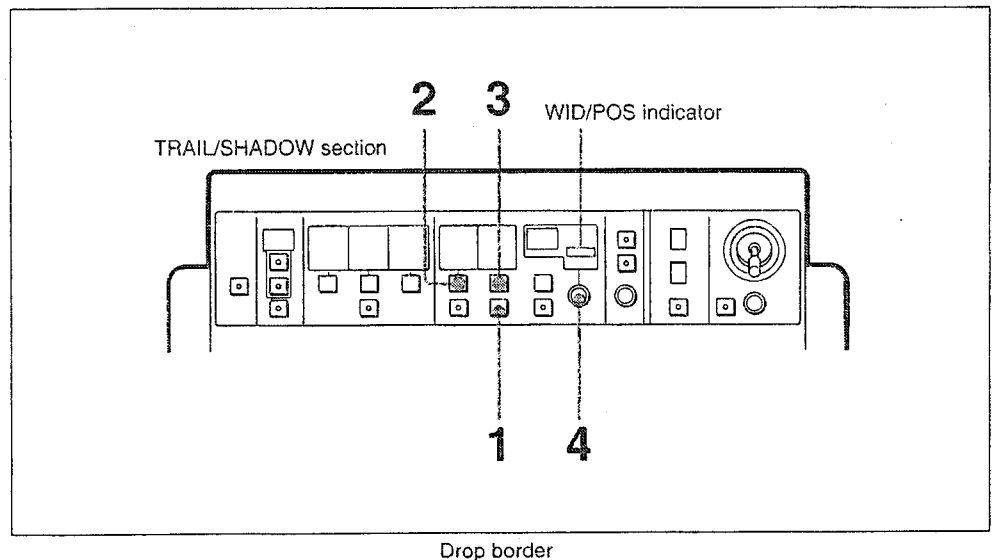 2 3
WID/POS indicator
TRAIL/SHADOW section
1 4
Drop border